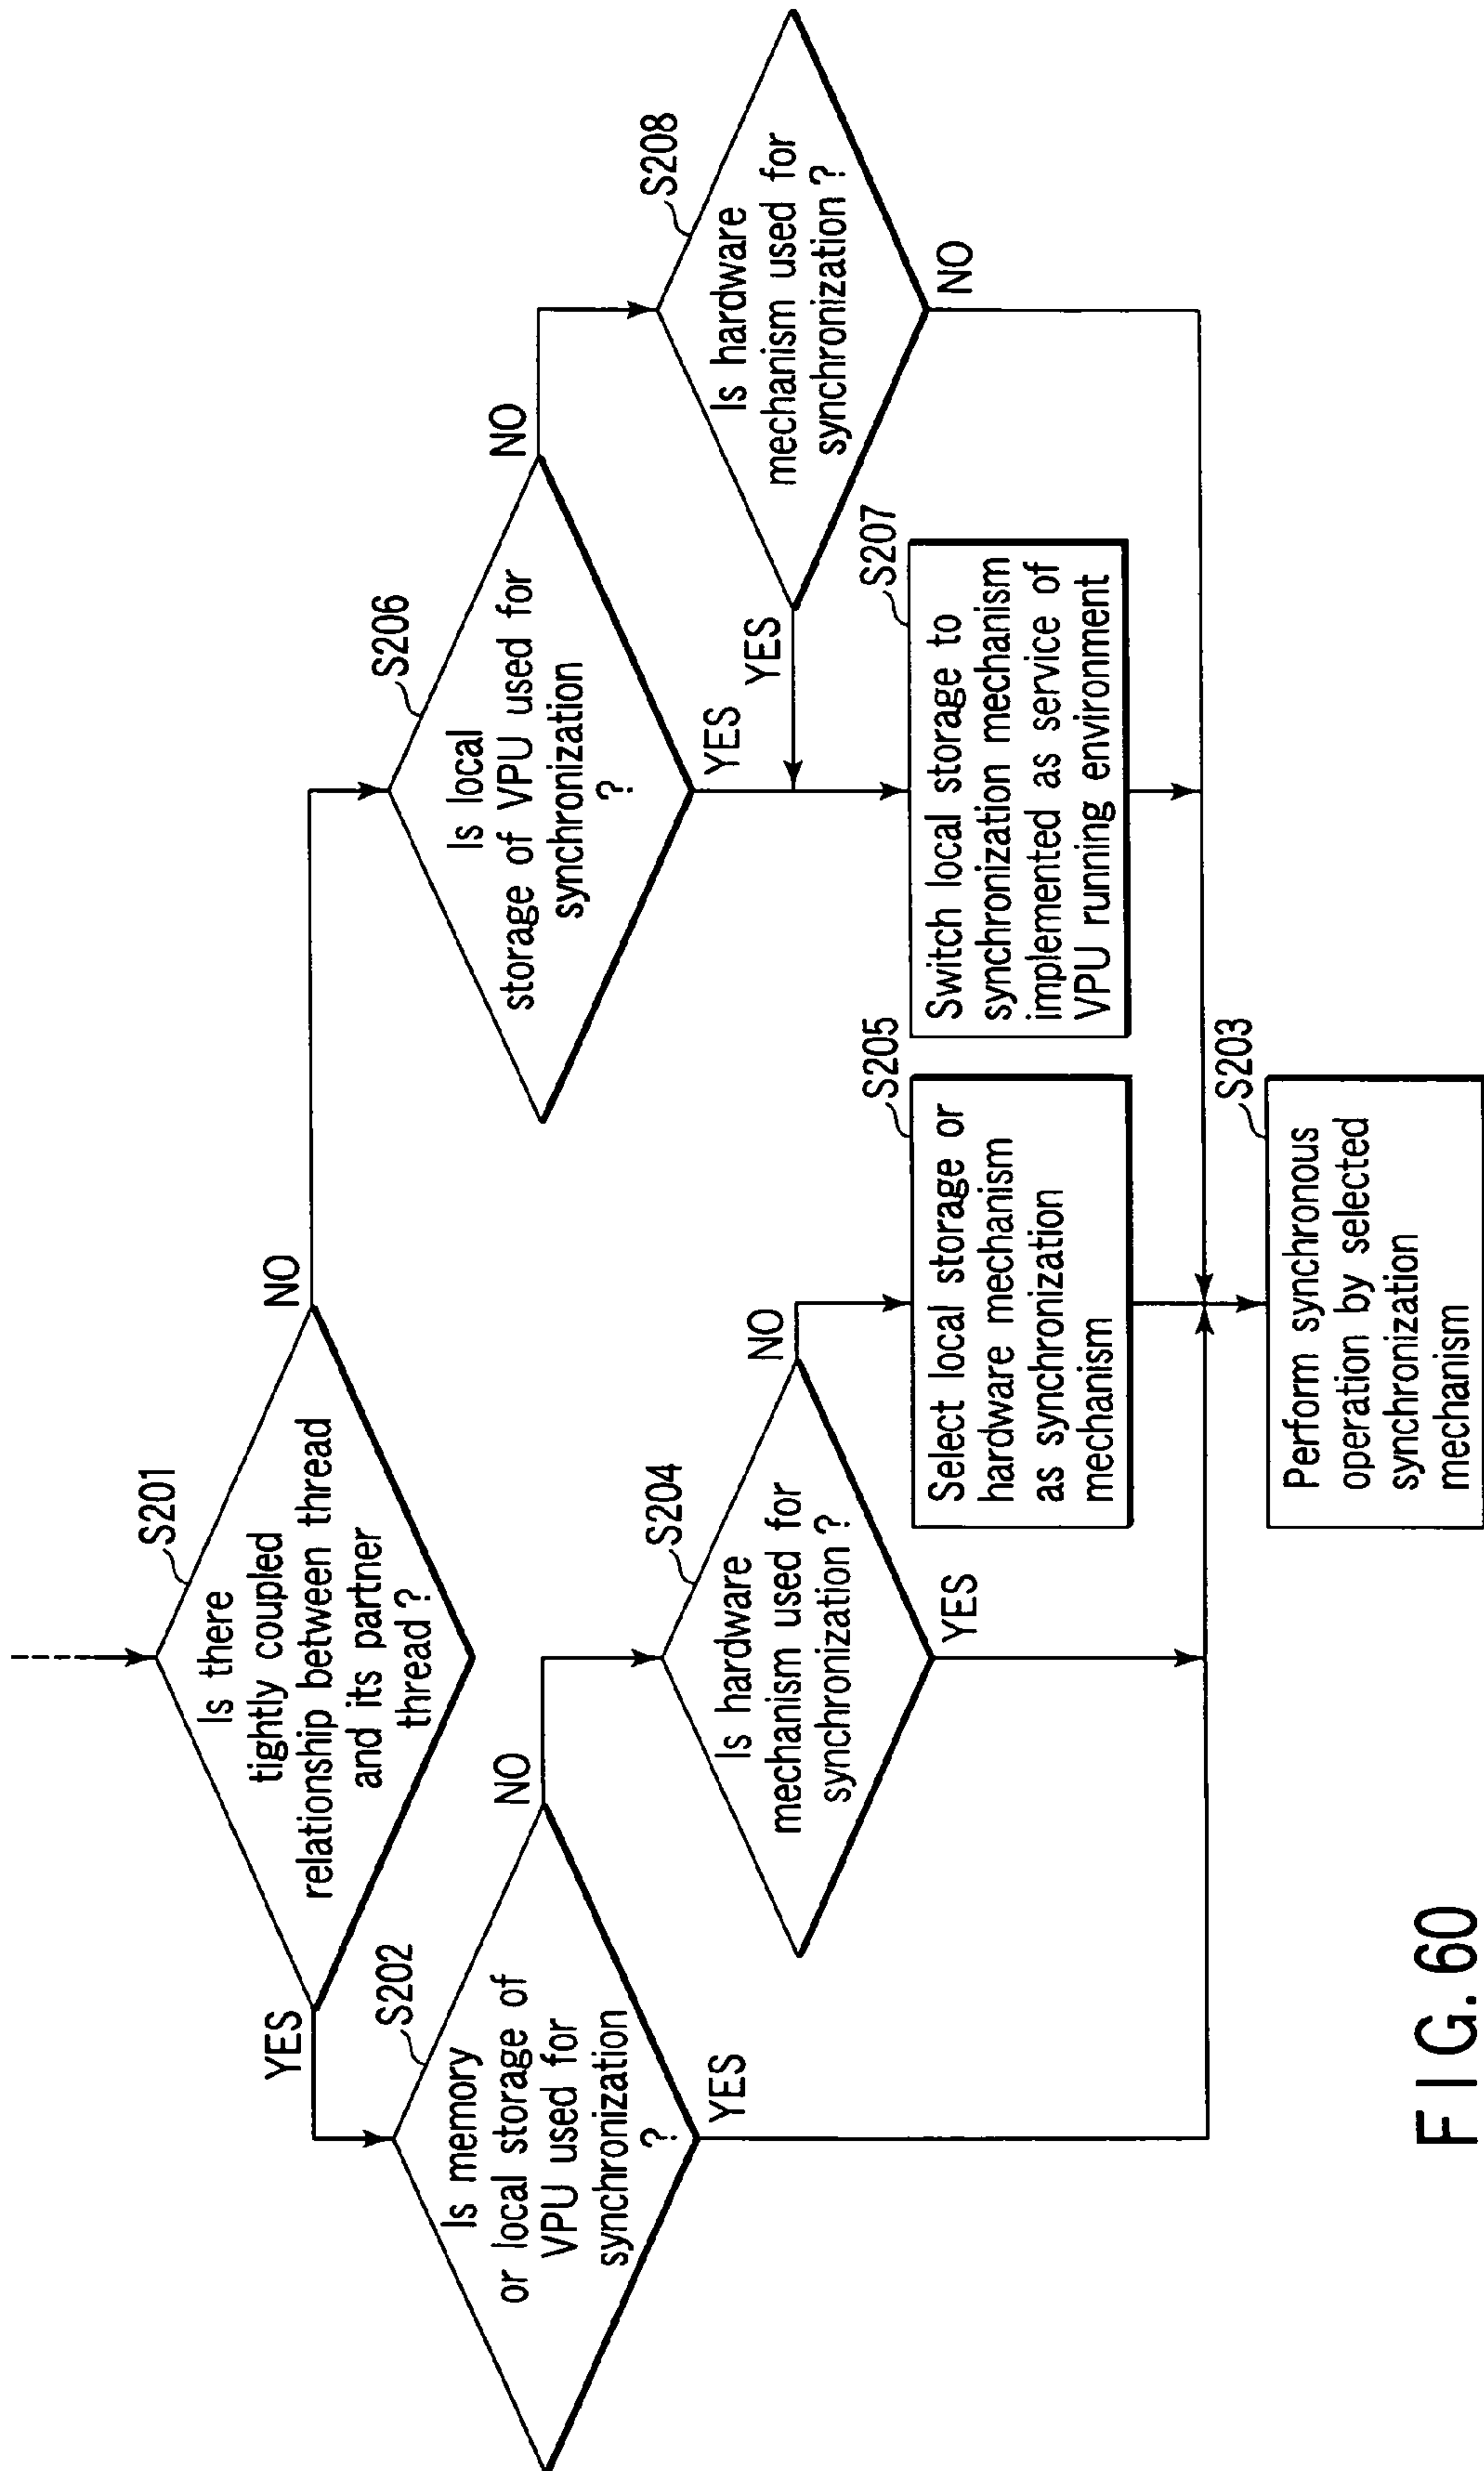 S201
Is there
tightly coupled
relationship between thread
and its partner
thread ?
YES
NO
S202
Is memory
or local storage of
VPU used for
synchronization
?
NO
YES
S206
Is local
storage of VPU used for
synchronization
?
NO
YES
S204
Is hardware
mechanism used for
synchronization ?
NO
YES
S208
Is hardware
mechanism used for
synchronization ?
YES
NO
S205
Select local storage or
hardware mechanism
as synchronization
mechanism
S207
Switch local storage to
synchronization mechanism
implemented as service of
VPU running environment
S203
Perform synchronous
operation by selected
synchronization
mechanism
FIG. 60